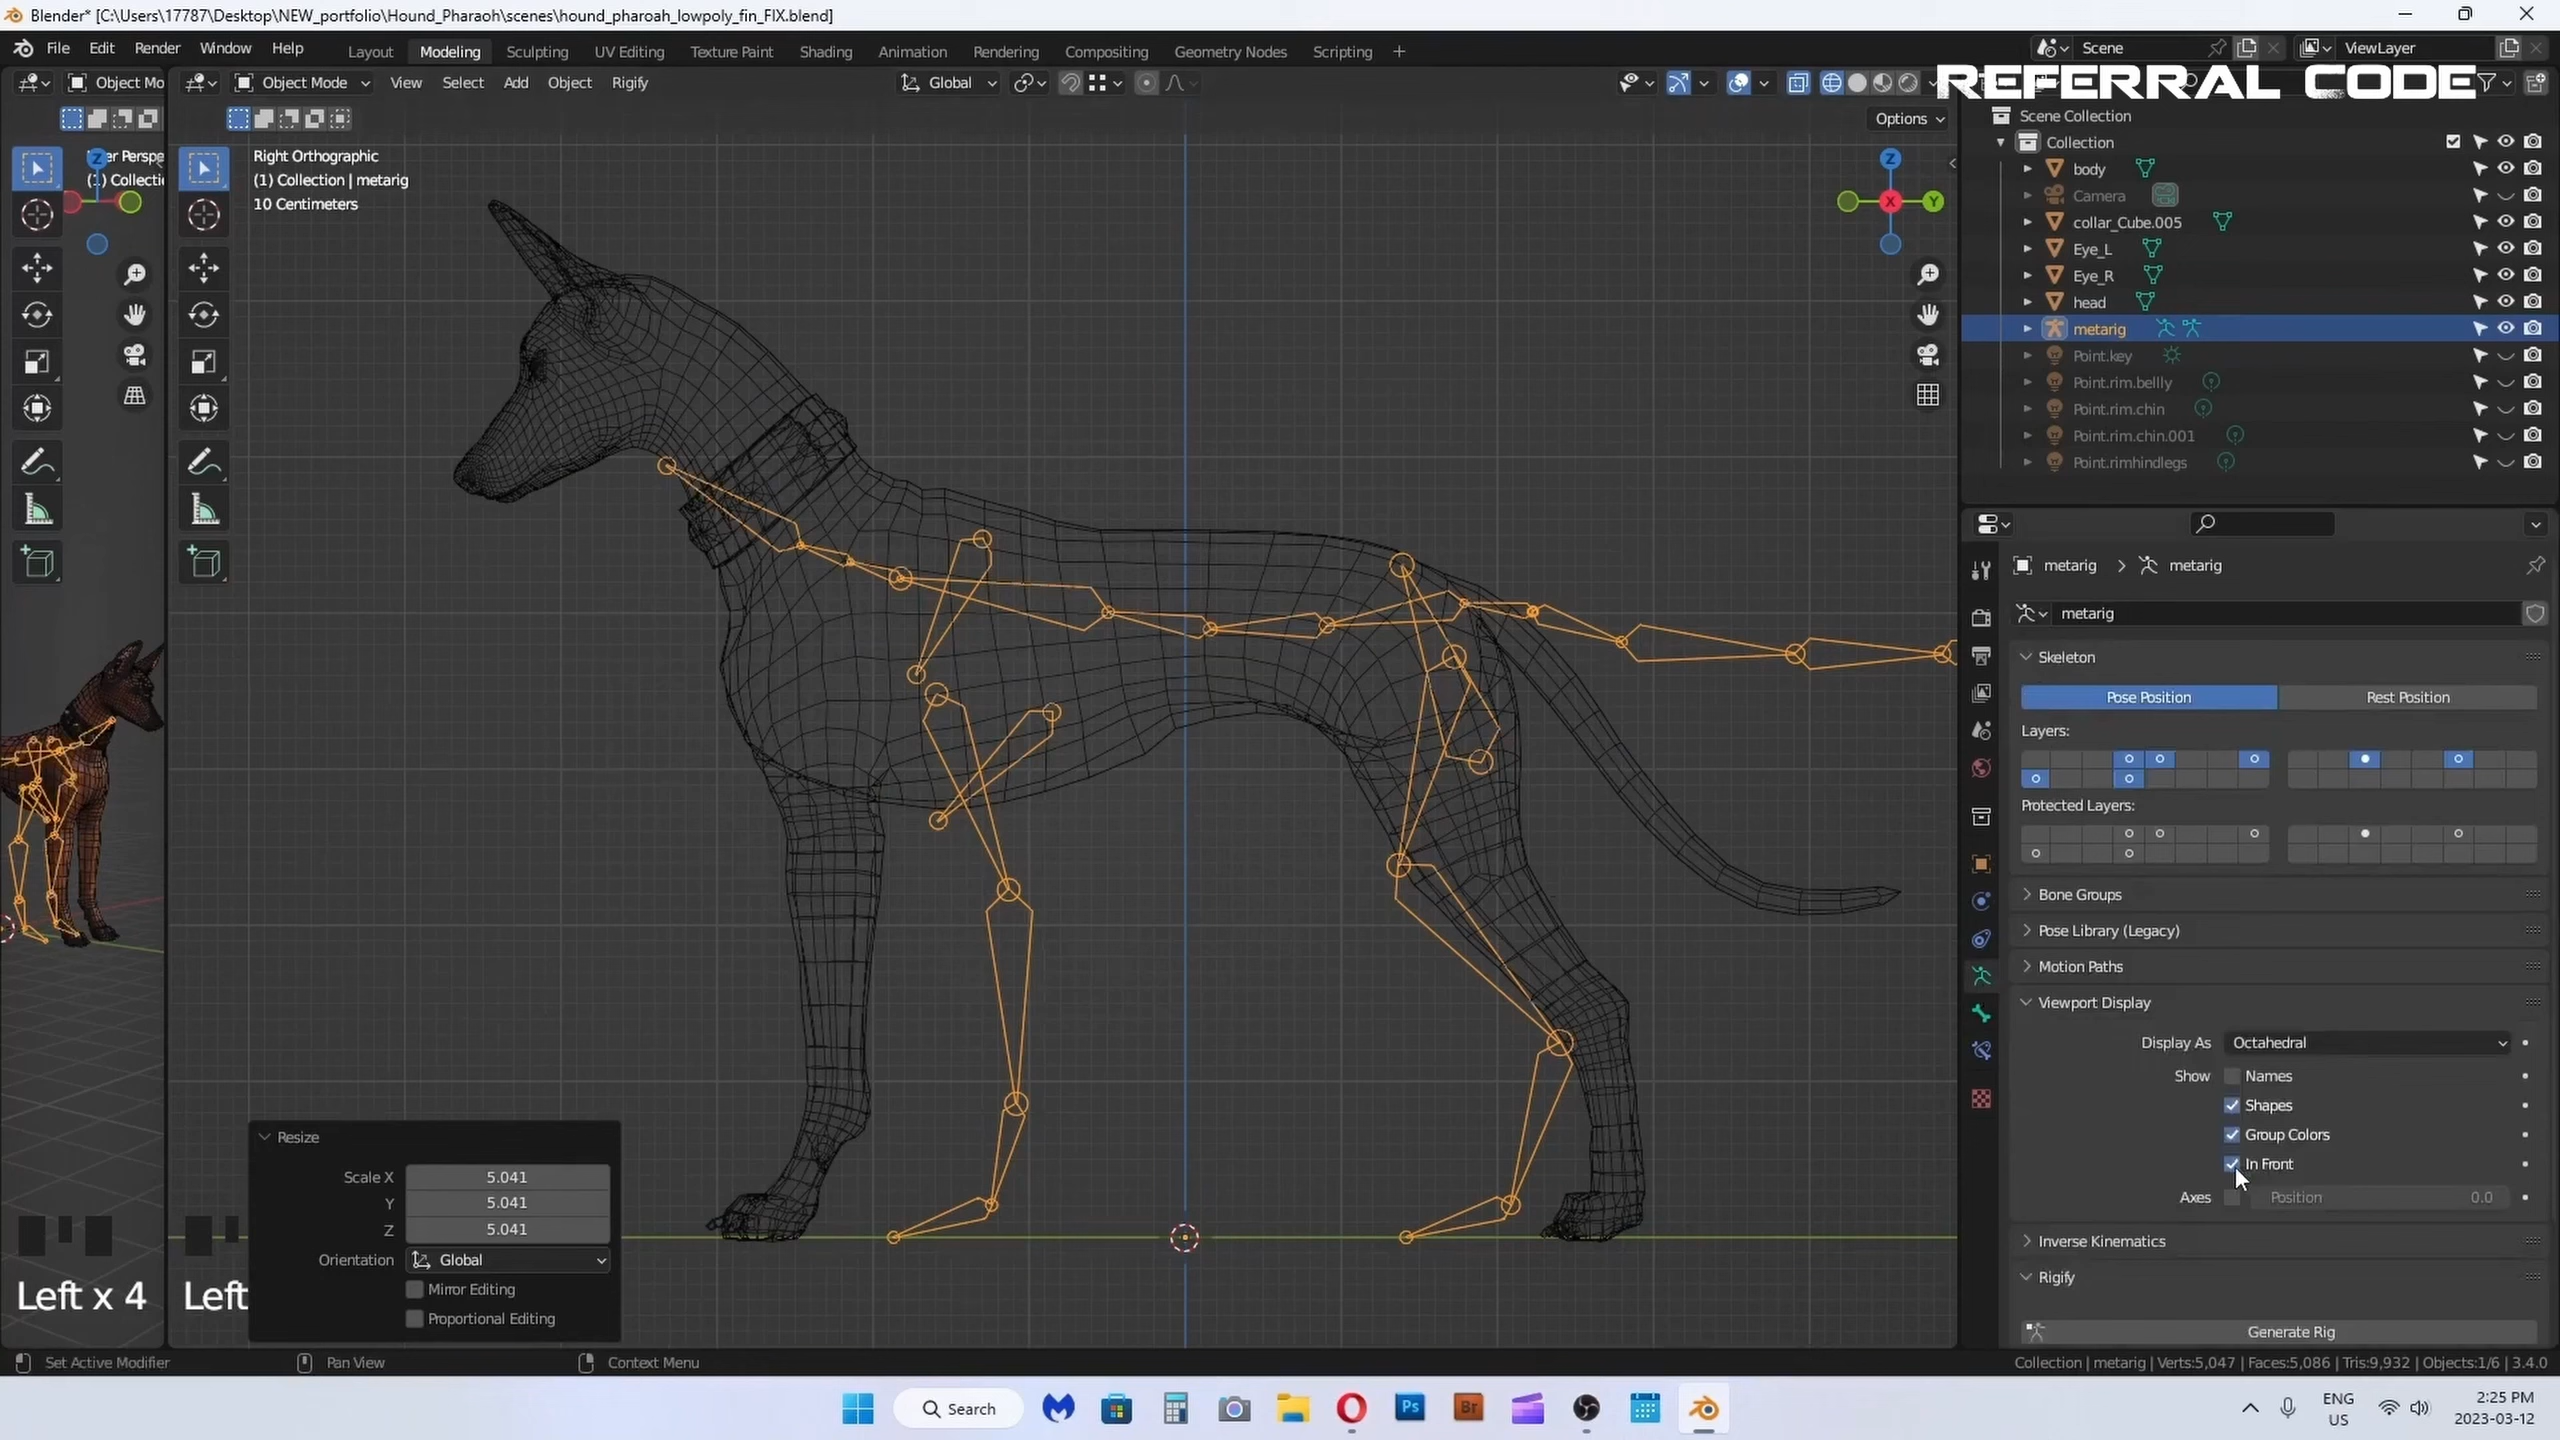 Blender* [C:\Users\17787\Desktop\NEW_portfolio\Hound_Pharaoh\scenes\hound_pharoah_lowpoly_fin_FIX.blend]
File Edit Render Window Help Layout Modeling Sculpting UV Editing Texture Paint Shading Animation Rendering Compositing Geometry Nodes Scripting + Scene ViewLayer
REFERRAL CODE
Object Mo Object Mode View Select Add Object Rigify Global
Options
er Perspe
(1) Collecti
Right Orthographic
(1) Collection | metarig
10 Centimeters
Z
Z
X
Y
Scene Collection
Collection
body
Camera
collar_Cube.005
Eye_L
Eye_R
head
metarig
Point.key
Point.rim.bellly
Point.rim.chin
Point.rim.chin.001
Point.rimhindlegs
metarig > metarig
metarig
Skeleton
Pose Position Rest Position
Layers:
Protected Layers:
Bone Groups
Pose Library (Legacy)
Motion Paths
Viewport Display
Display As Octahedral
Show Names
Shapes
Group Colors
In Front
Axes Position 0.0
Inverse Kinematics
Rigify
Generate Rig
Resize
Scale X 5.041
Y 5.041
Z 5.041
Orientation Global
Mirror Editing
Proportional Editing
Left x 4 Left
Set Active Modifier Pan View Context Menu Collection | metarig | Verts:5,047 | Faces:5,086 | Tris:9,932 | Objects:1/6 | 3.4.0
Search
Ps
Br
ENG
US
2:25 PM
2023-03-12